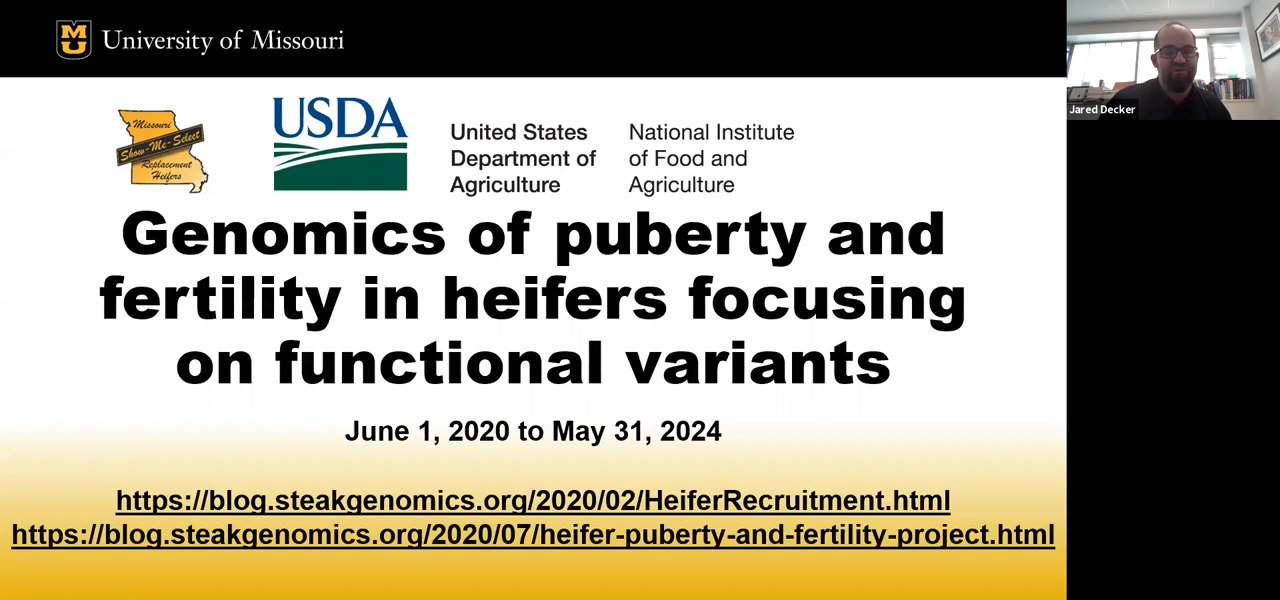 University of Missouri
Jared Decker
Missouri
Show-Me-Select
Replacement
Heifers
USDA
United States
Department of
Agriculture
National Institute
of Food and
Agriculture
Genomics of puberty and
fertility in heifers focusing
on functional variants
June 1, 2020 to May 31, 2024
https://blog.steakgenomics.org/2020/02/HeiferRecruitment.html
https://blog.steakgenomics.org/2020/07/heifer-puberty-and-fertility-project.html